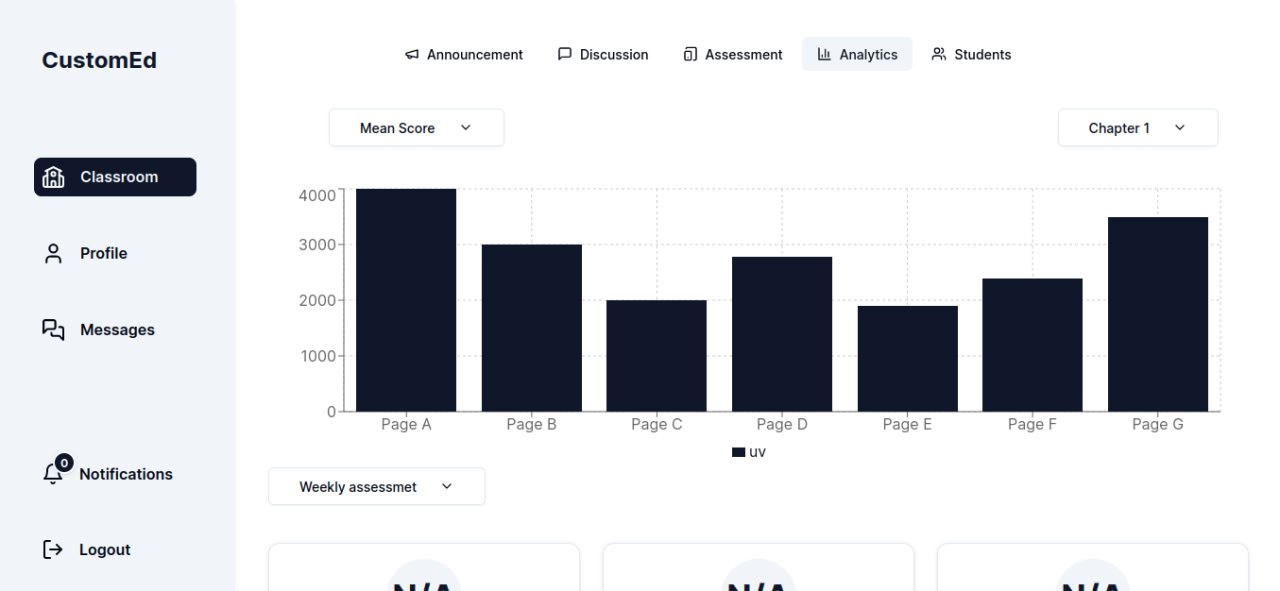 CustomEd
Announcement
Discussion
Assessment
Analytics
Students
Mean Score
Chapter 1
Classroom
Profile
Messages
0
Notifications
Logout
4000
3000
2000
1000
0
Page A
Page B
Page C
Page D
Page E
Page F
Page G
uv
Weekly assessmet
N/A
N/A
N/A